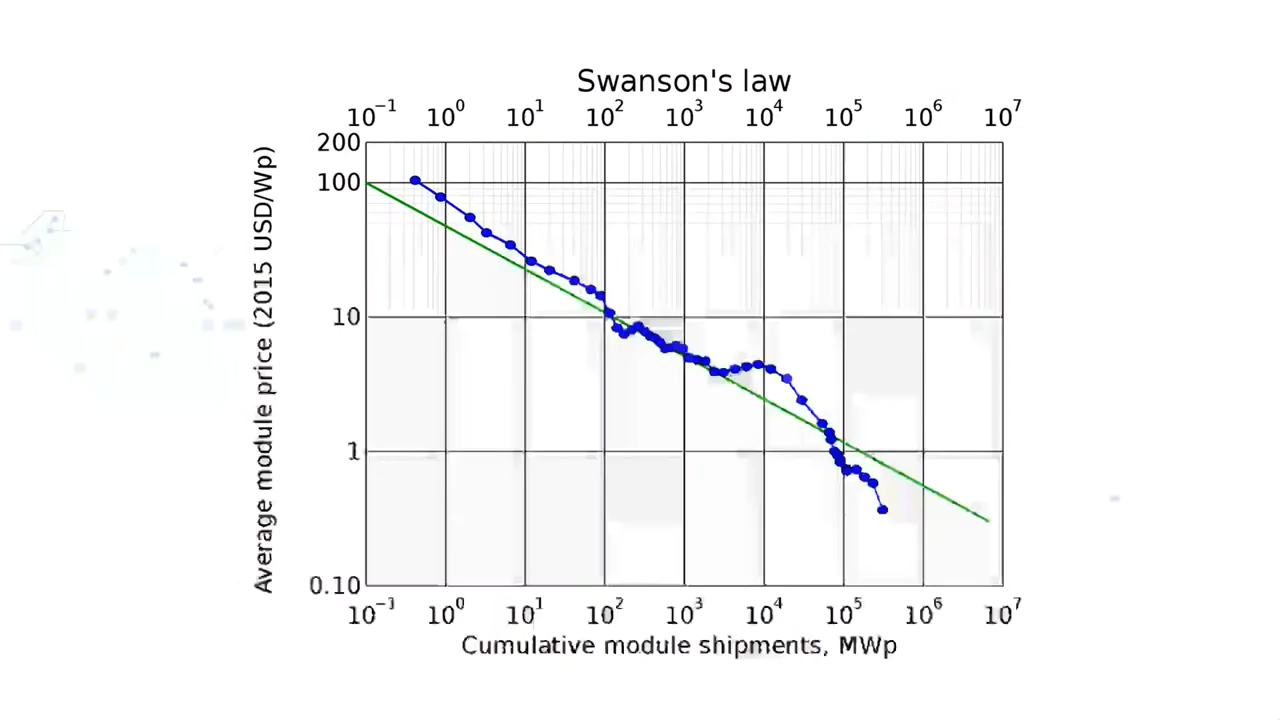 Swanson's law
10⁻¹ 10⁰ 10¹ 10² 10³ 10⁴ 10⁵ 10⁶ 10⁷
200
100
10
1
0.10
Average module price (2015 USD/Wp)
10⁻¹ 10⁰ 10¹ 10² 10³ 10⁴ 10⁵ 10⁶ 10⁷
Cumulative module shipments, MWp